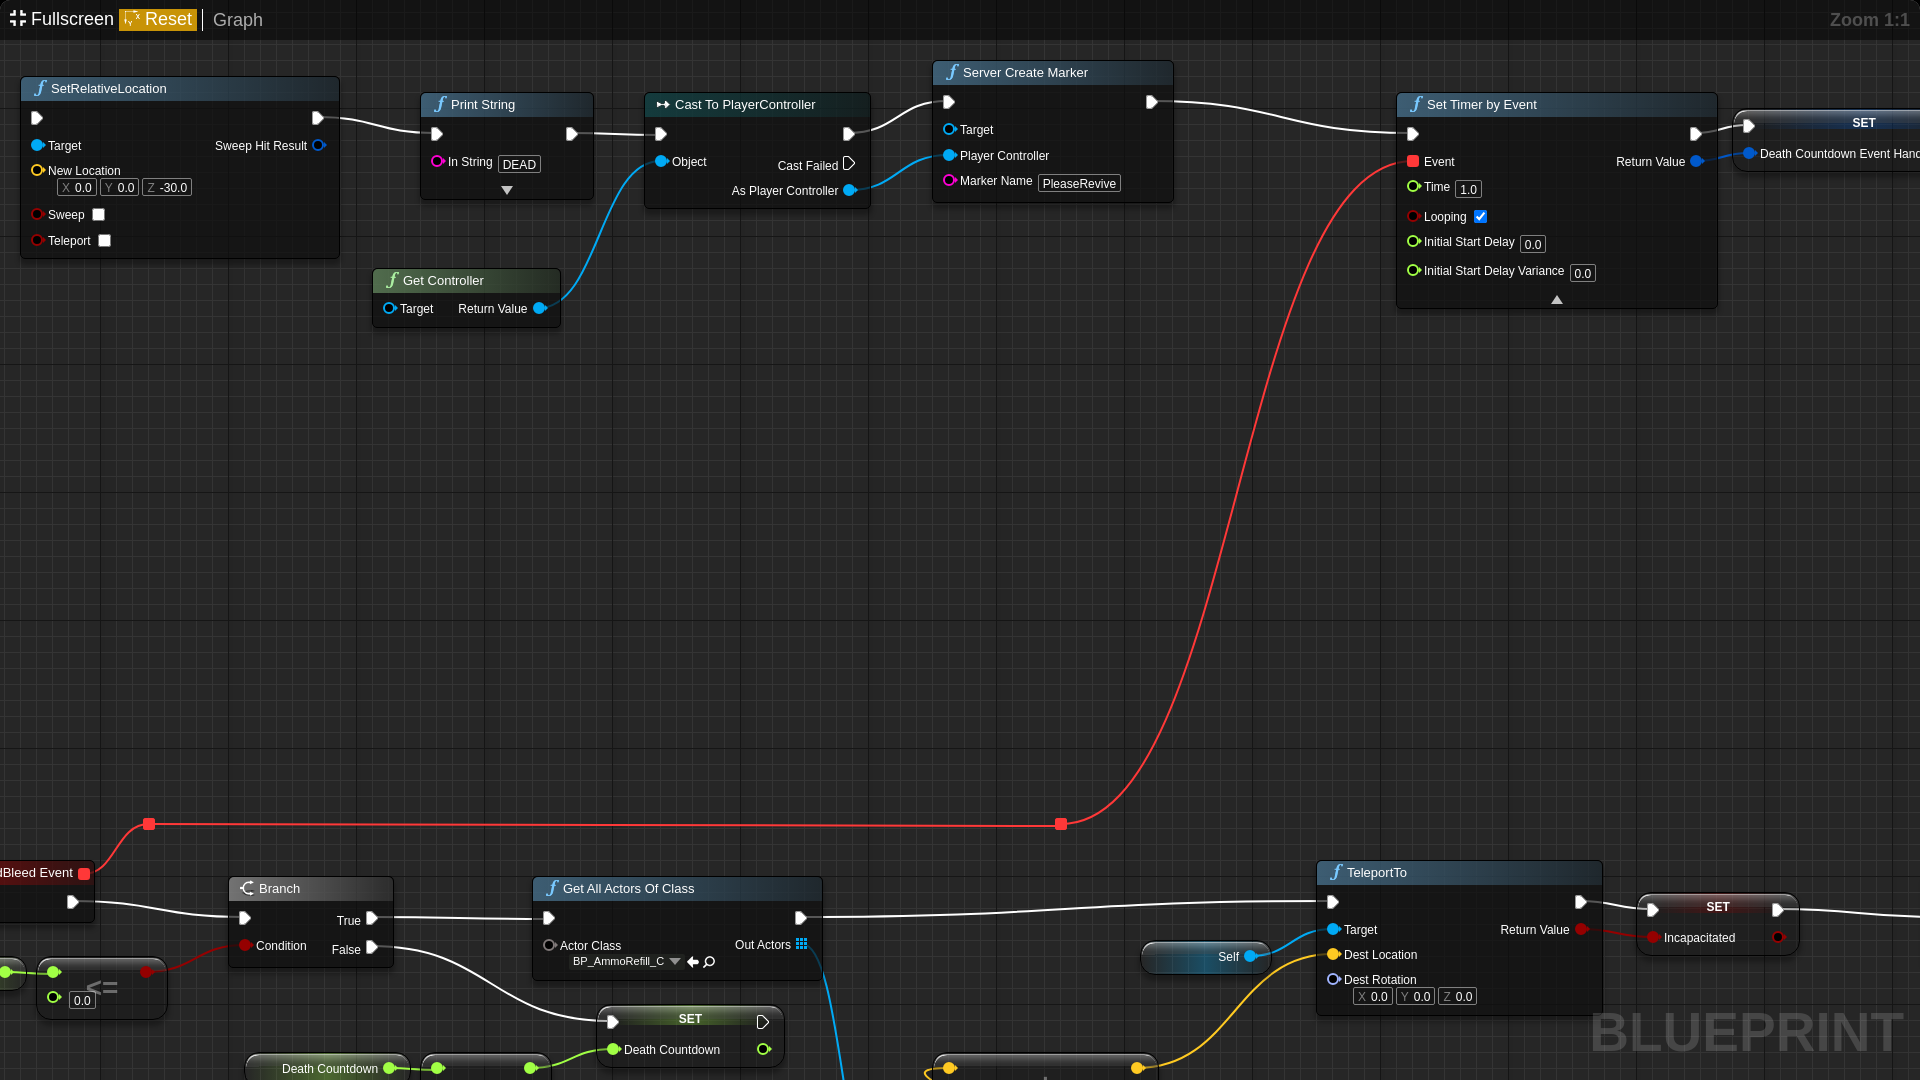 Fullscreen Reset Graph Zoom 1:1
SetRelativeLocation
Target Sweep Hit Result
New Location
X 0.0 Y 0.0 Z -30.0
Sweep
Teleport
Print String
In String DEAD
Cast To PlayerController
Object
Cast Failed
As Player Controller
Get Controller
Target Return Value
Server Create Marker
Target
Player Controller
Marker Name PleaseRevive
Set Timer by Event
Event Return Value
Time 1.0
Looping
Initial Start Delay 0.0
Initial Start Delay Variance 0.0
SET
Death Countdown Event Hand
dBleed Event
<=
0.0
Branch
True
Condition
False
Get All Actors Of Class
Actor Class Out Actors
BP_AmmoRefill_C
SET
Death Countdown
Death Countdown
Self
TeleportTo
Target Return Value
Dest Location
Dest Rotation
X 0.0 Y 0.0 Z 0.0
SET
Incapacitated
BLUEPRINT